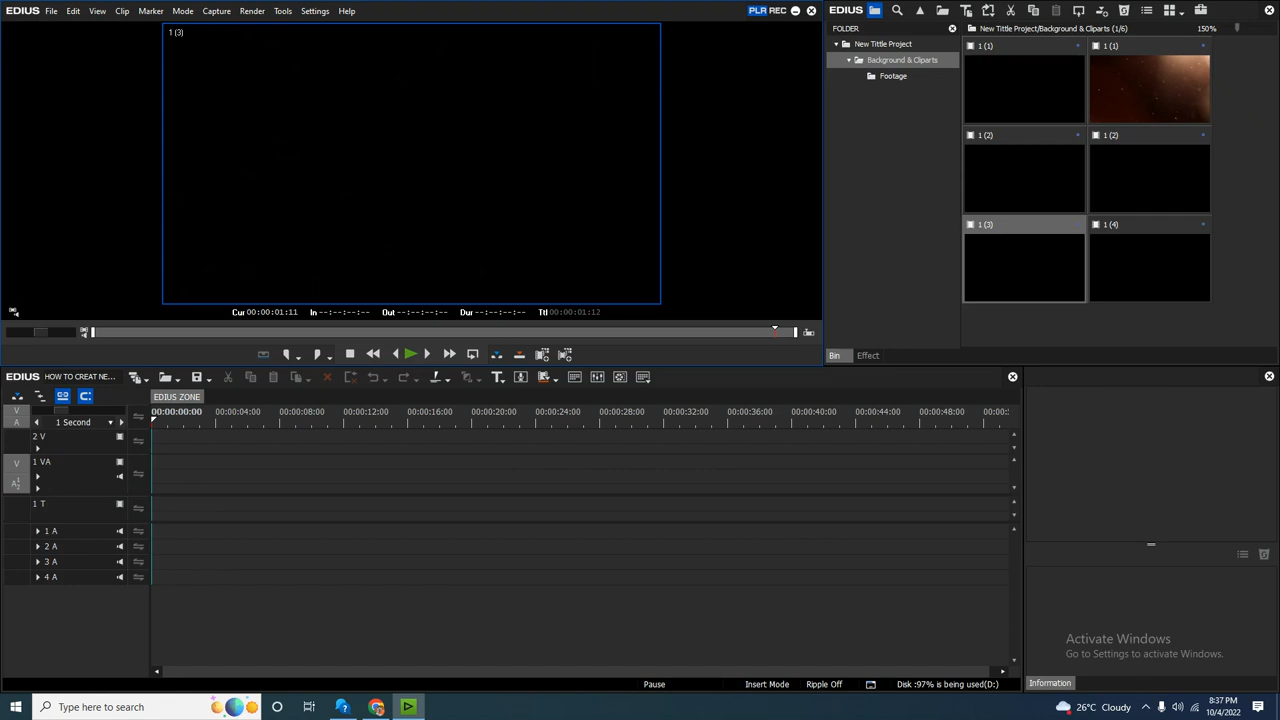 EDIUS File Edit View Clip Marker Mode Capture Render Tools Settings Help PLR REC
1 (3)
Cur 00:00:01:11 In --:--:--:-- Out --:--:--:-- Dur --:--:--:-- Ttl 00:00:01:12
EDIUS
FOLDER
New Tittle Project/Background & Cliparts (1/6) 150%
New Tittle Project
Background & Cliparts
Footage
1 (1) 1 (1)
1 (2) 1 (2)
1 (3) 1 (4)
Bin Effect
EDIUS HOW TO CREAT NE...
EDIUS ZONE
V
A
1 Second
00:00:00:00 00:00:04:00 00:00:08:00 00:00:12:00 00:00:16:00 00:00:20:00 00:00:24:00 00:00:28:00 00:00:32:00 00:00:36:00 00:00:40:00 00:00:44:00 00:00:48:00 00:00:
2 V
V 1 VA
A12
1 T
1 A
2 A
3 A
4 A
Activate Windows
Go to Settings to activate Windows.
Pause Insert Mode Ripple Off Disk :97% is being used(D:)
Information
Type here to search
26°C Cloudy
8:37 PM
10/4/2022